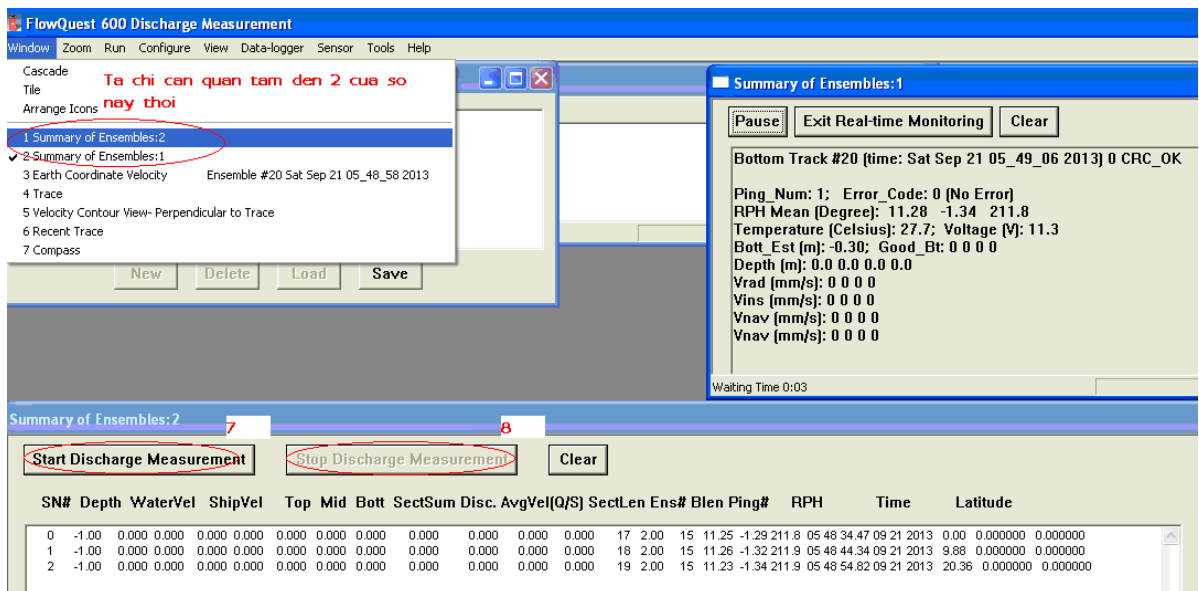 FlowQuest 600 Discharge Measurement
Window Zoom Run Configure View Data-logger Sensor Tools Help
Cascade
Tile
Arrange Icons
Ta chi can quan tam den 2 cua so
nay thoi
1 Summary of Ensembles:2
2 Summary of Ensembles:1
3 Earth Coordinate Velocity Ensemble #20 Sat Sep 21 05_48_58 2013
4 Trace
5 Velocity Contour View- Perpendicular to Trace
6 Recent Trace
7 Compass
New Delete Load Save
Summary of Ensembles:1
Pause Exit Real-time Monitoring Clear
Bottom Track #20 (time: Sat Sep 21 05_49_06 2013) 0 CRC_OK
Ping_Num: 1; Error_Code: 0 (No Error)
RPH Mean (Degree): 11.28 -1.34 211.8
Temperature (Celsius): 27.7; Voltage (V): 11.3
Bott_Est (m): -0.30; Good_Bt: 0 0 0 0
Depth (m): 0.0 0.0 0.0 0.0
Vrad (mm/s): 0 0 0 0
Vins (mm/s): 0 0 0 0
Vnav (mm/s): 0 0 0 0
Vnav (mm/s): 0 0 0 0
Waiting Time 0:03
Summary of Ensembles:2
7 8
Start Discharge Measurement Stop Discharge Measurement Clear
SN# Depth WaterVel ShipVel Top Mid Bott SectSum Disc. AvgVel(Q/S) SectLen Ens# Blen Ping# RPH Time Latitude
0 -1.00 0.000 0.000 0.000 0.000 0.000 0.000 0.000 0.000 0.000 0.000 0.000 17 2.00 15 11.25 -1.29 211.8 05 48 34.47 09 21 2013 0.00 0.000000 0.000000
1 -1.00 0.000 0.000 0.000 0.000 0.000 0.000 0.000 0.000 0.000 0.000 0.000 18 2.00 15 11.26 -1.32 211.9 05 48 44.34 09 21 2013 9.88 0.000000 0.000000
2 -1.00 0.000 0.000 0.000 0.000 0.000 0.000 0.000 0.000 0.000 0.000 0.000 19 2.00 15 11.23 -1.34 211.9 05 48 54.82 09 21 2013 20.36 0.000000 0.000000